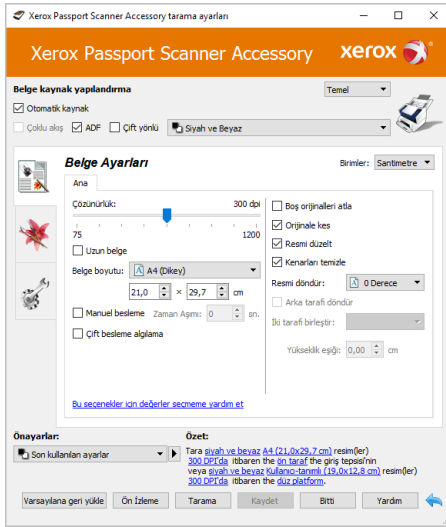 Xerox Passport Scanner Accessory tarama ayarları
Xerox Passport Scanner Accessory
xerox
Belge kaynak yapılandırma
Temel
Otomatik kaynak
Çoklu akış
ADF
Çift yönlü
Siyah ve Beyaz
Belge Ayarları
Birimler: Santimetre
Ana
Çözünürlük: 300 dpi
75 1200
Uzun belge
Belge boyutu: A4 (Dikey)
21,0 × 29,7 cm
Manuel besleme Zaman Aşımı: 0 sn.
Çift besleme algılama
Boş orijinalleri atla
Orijinale kes
Resmi düzelt
Kenarları temizle
Resmi döndür: 0 Derece
Arka tarafı döndür
İki tarafı birleştir:
Yükseklik eşiği: 0,00 cm
Bu seçenekler için değerler seçmeme yardım et
Önayarlar:
Son kullanılan ayarlar
Özet:
Tara siyah ve beyaz A4 (21,0x29,7 cm) resim(ler)
300 DPI'da itibaren the ön taraf the giriş tepsisi'nin
veya siyah ve beyaz Kullanıcı-tanımlı (19,0x12,8 cm) resim(ler)
300 DPI'da itibaren the düz platform.
Varsayılana geri yükle
Ön İzleme
Tarama
Kaydet
Bitti
Yardım